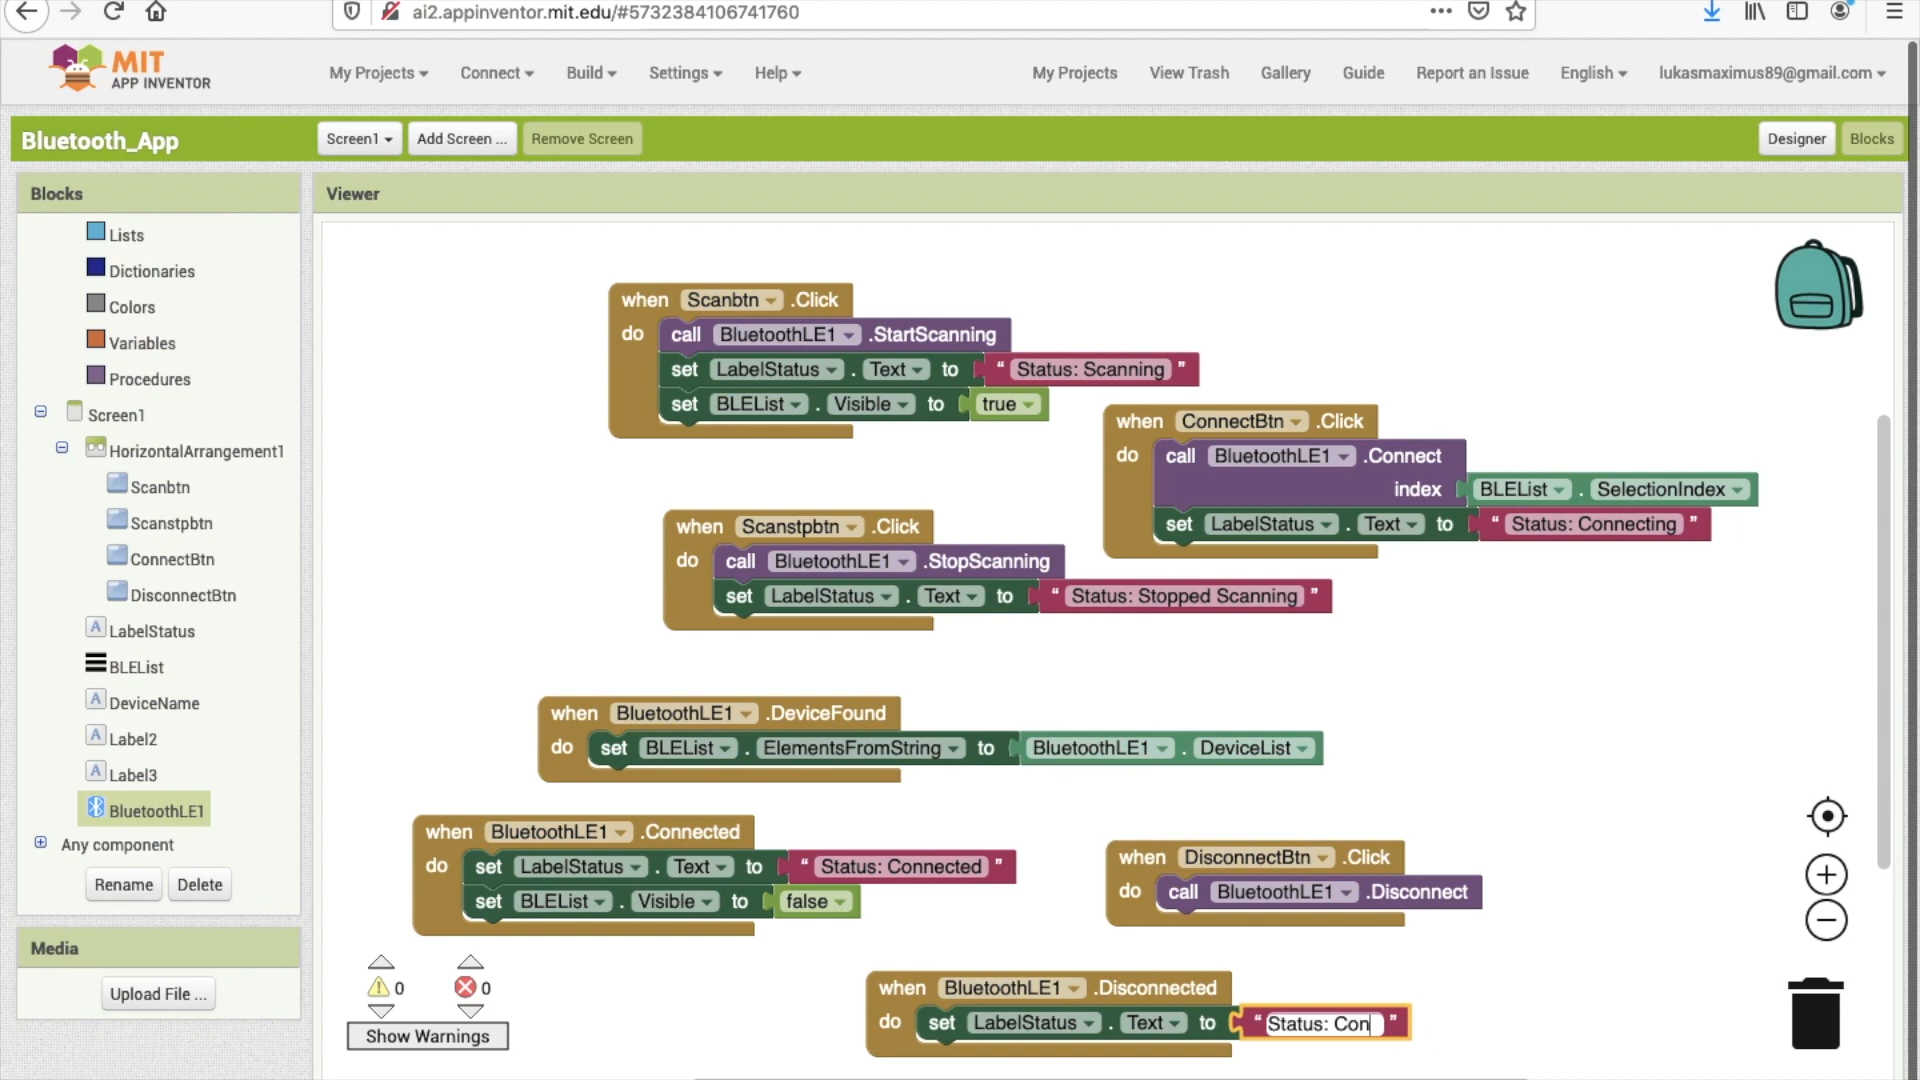 ai2.appinventor.mit.edu/#5732384106741760
MIT
APP INVENTOR
My Projects Connect Build Settings Help My Projects View Trash Gallery Guide Report an Issue English lukasmaximus89@gmail.com
Bluetooth_App Screen1 Add Screen ... Remove Screen Designer Blocks
Blocks
Lists
Dictionaries
Colors
Variables
Procedures
Screen1
HorizontalArrangement1
Scanbtn
Scanstpbtn
ConnectBtn
DisconnectBtn
LabelStatus
BLEList
DeviceName
Label2
Label3
BluetoothLE1
Any component
Rename Delete
Media
Upload File ...
Viewer
when Scanbtn .Click
do call BluetoothLE1 .StartScanning
set LabelStatus . Text to “ Status: Scanning ”
set BLEList . Visible to true
when ConnectBtn .Click
do call BluetoothLE1 .Connect
index BLEList . SelectionIndex
set LabelStatus . Text to “ Status: Connecting ”
when Scanstpbtn .Click
do call BluetoothLE1 .StopScanning
set LabelStatus . Text to “ Status: Stopped Scanning ”
when BluetoothLE1 .DeviceFound
do set BLEList . ElementsFromString to BluetoothLE1 . DeviceList
when BluetoothLE1 .Connected
do set LabelStatus . Text to “ Status: Connected ”
set BLEList . Visible to false
when DisconnectBtn .Click
do call BluetoothLE1 .Disconnect
when BluetoothLE1 .Disconnected
do set LabelStatus . Text to “ Status: Con ”
0 0
Show Warnings